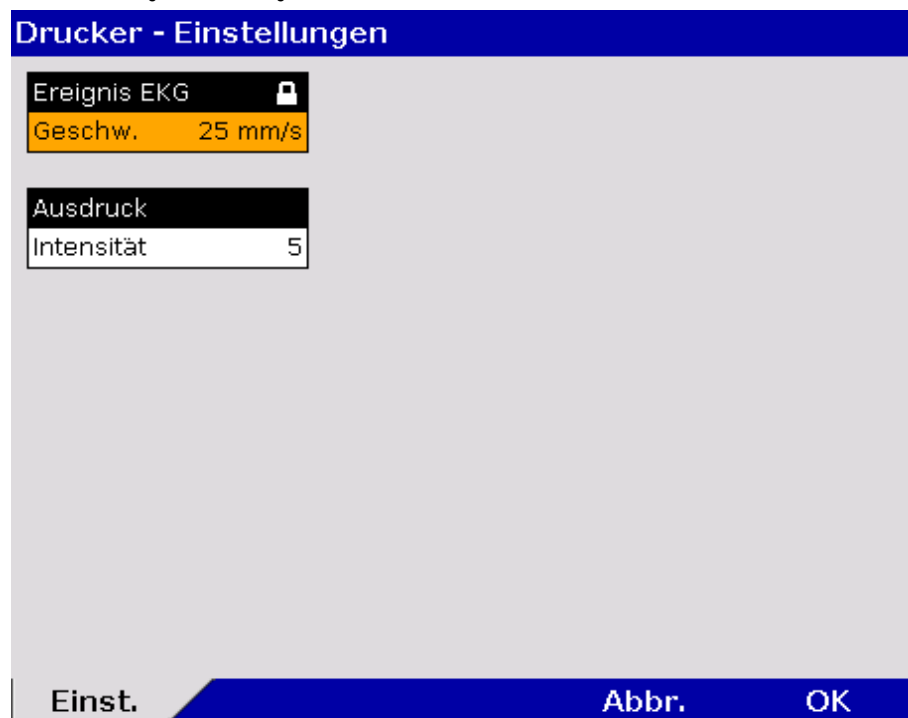 Drucker - Einstellungen
Ereignis EKG
Geschw. 25 mm/s
Ausdruck
Intensität 5
Einst. Abbr. OK